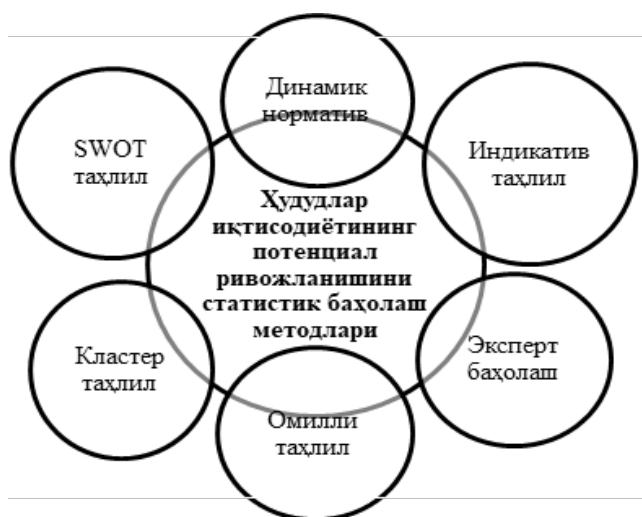 Динамик
норматив
SWOT
таҳлил
Индикатив
таҳлил
Ҳудудлар
иқтисодиётининг
потенциал
ривожланишини
статистик баҳолаш
методлари
Кластер
таҳлил
Эксперт
баҳолаш
Омилли
таҳлил